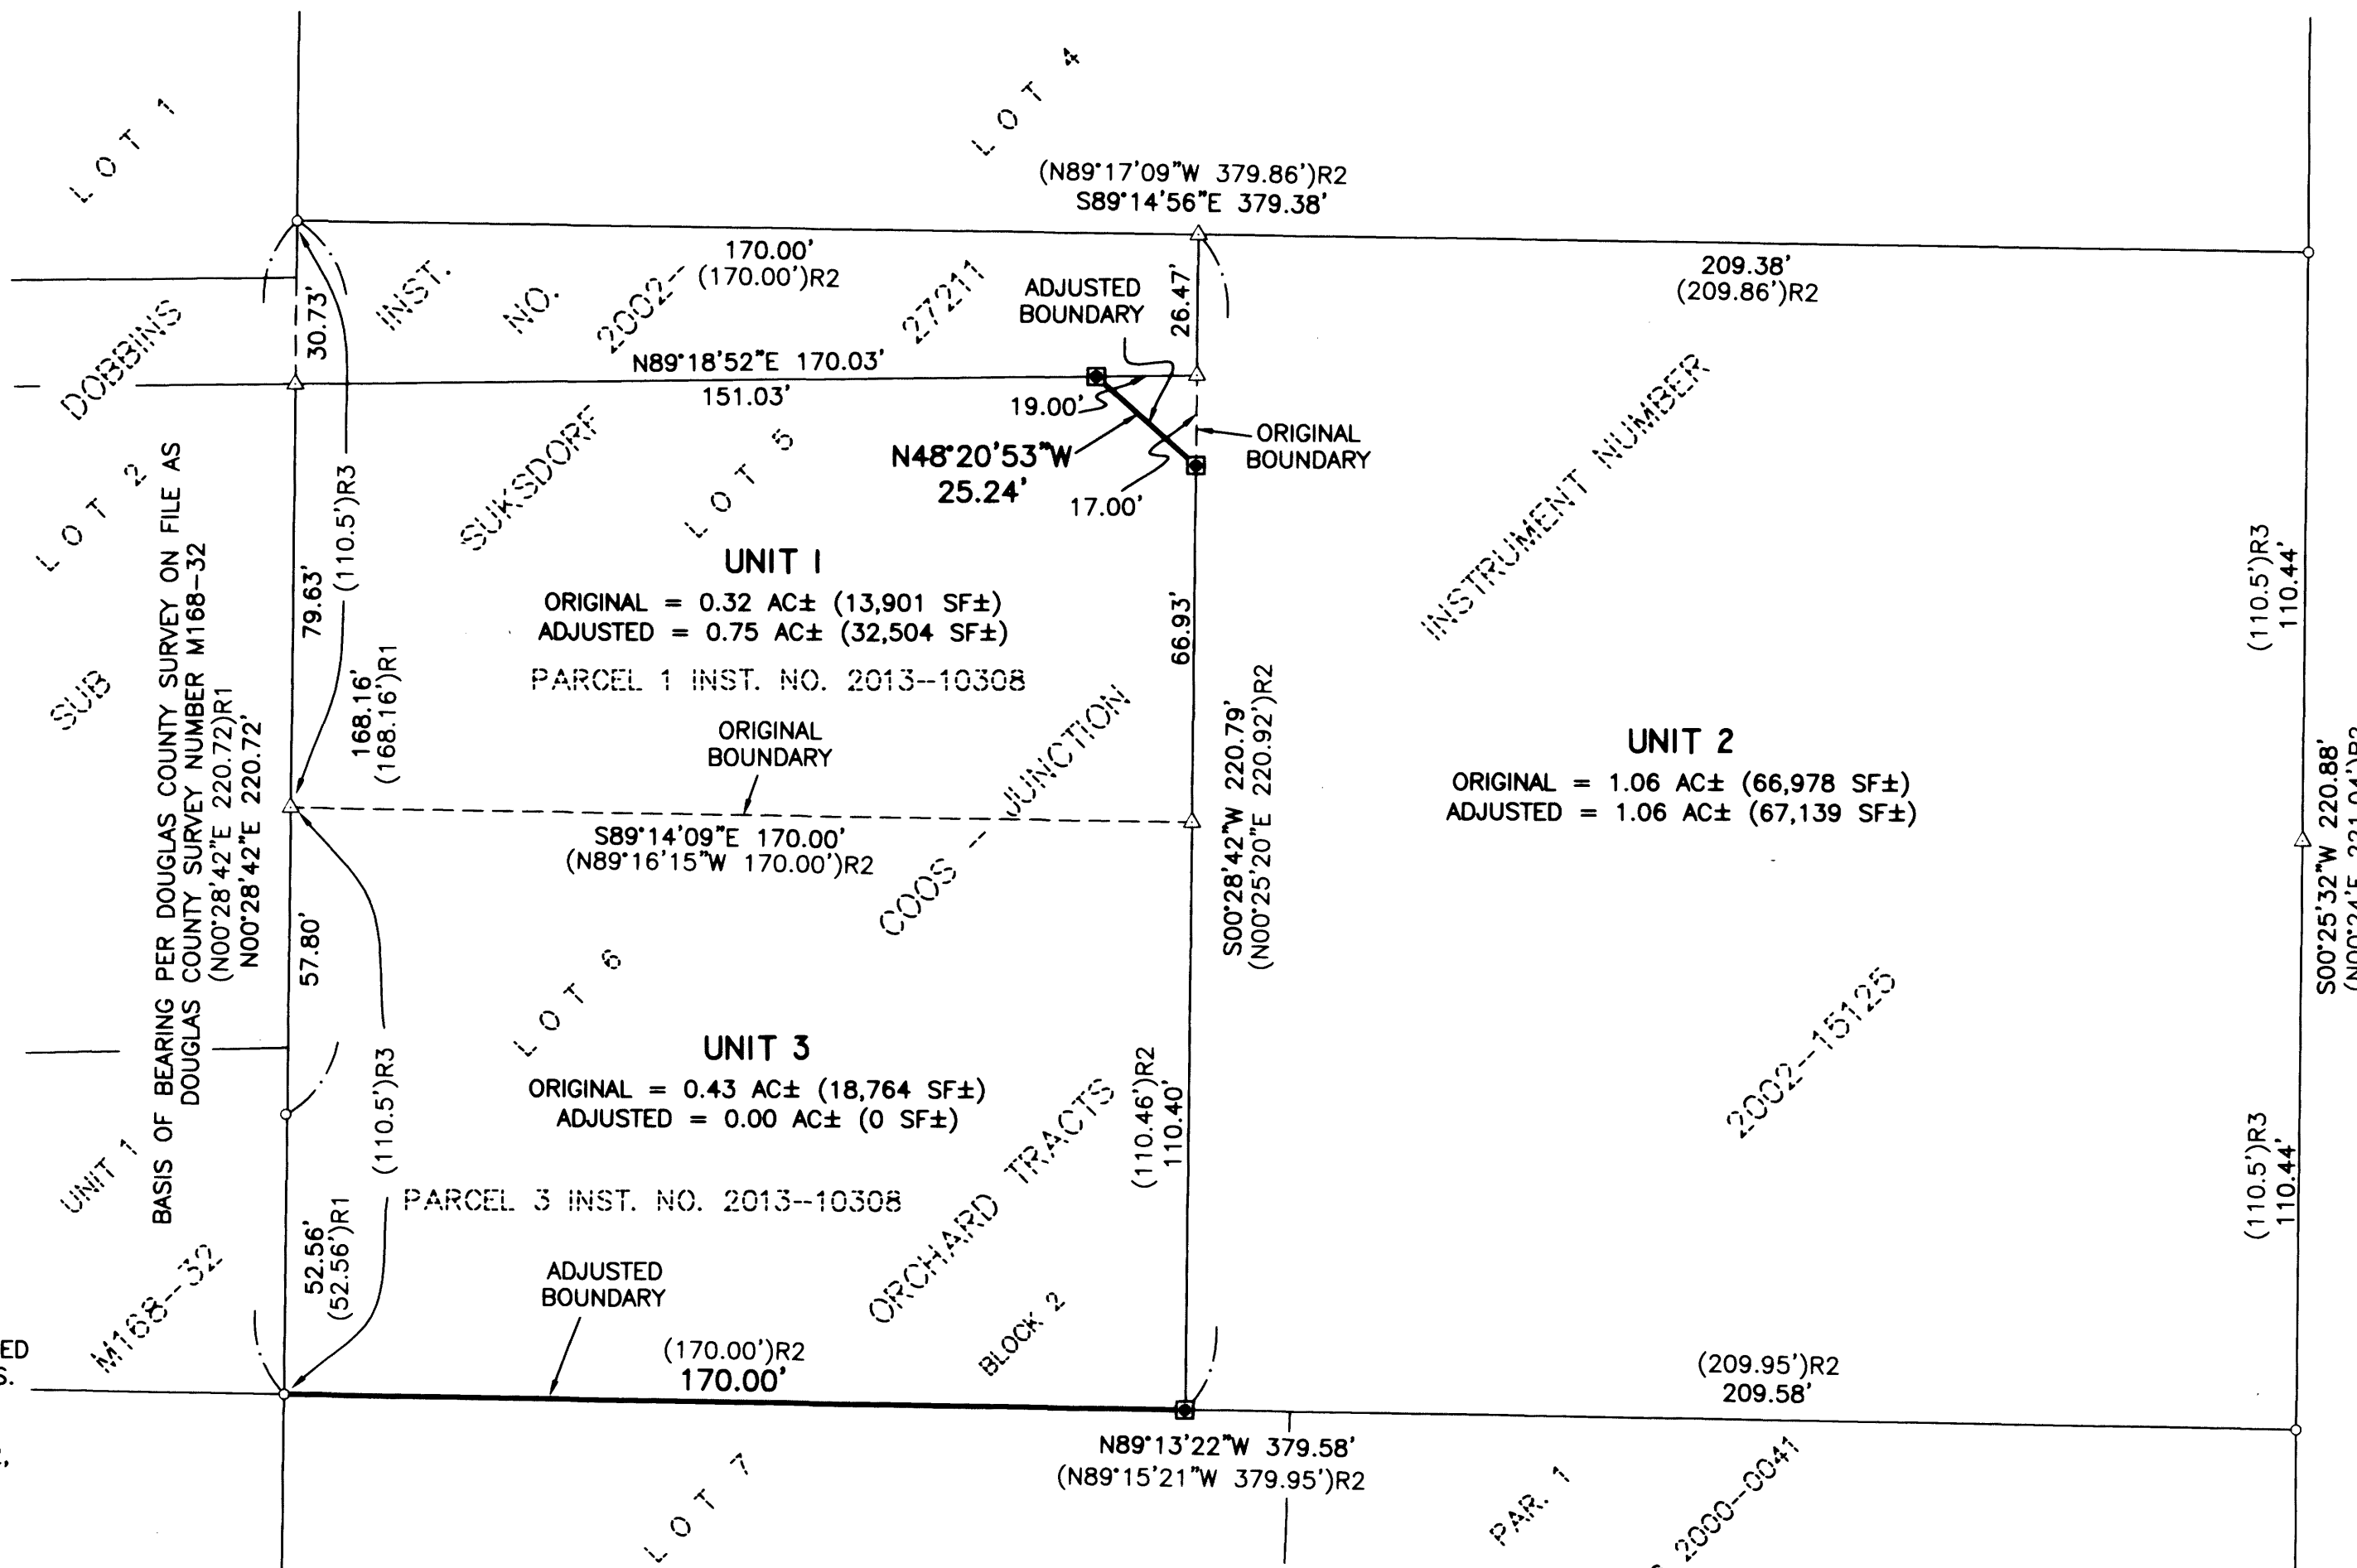 LOT 1
LOT 4
(N89°17'09"W 379.86')R2
S89°14'56"E 379.38'
170.00'
(170.00')R2
209.38'
(209.86')R2
INST. NO. 2002-- 27211
ADJUSTED
BOUNDARY
26.47'
30.73'
DOBBINS
N89°18'52"E 170.03'
151.03'
19.00'
N48°20'53"W
25.24'
17.00'
ORIGINAL
BOUNDARY
SUKSDORF
LOT 5
LOT 2
SUB
BASIS OF BEARING PER DOUGLAS COUNTY SURVEY ON FILE AS
DOUGLAS COUNTY SURVEY NUMBER M168-32
(N00°28'42"E 220.72')R1
N00°28'42"E 220.72'
79.63'
(110.5')R3
168.16'
(168.16')R1
UNIT 1
ORIGINAL = 0.32 AC± (13,901 SF±)
ADJUSTED = 0.75 AC± (32,504 SF±)
PARCEL 1 INST. NO. 2013--10308
66.93'
INSTRUMENT NUMBER
(110.5')R3
110.44'
ORIGINAL
BOUNDARY
S89°14'09"E 170.00'
(N89°16'15"W 170.00')R2
COOS -- JUNCTION
S00°28'42"W 220.79'
(N00°25'20"E 220.92')R2
UNIT 2
ORIGINAL = 1.06 AC± (66,978 SF±)
ADJUSTED = 1.06 AC± (67,139 SF±)
S00°25'32"W 220.88'
57.80'
LOT 6
UNIT 3
ORIGINAL = 0.43 AC± (18,764 SF±)
ADJUSTED = 0.00 AC± (0 SF±)
(110.5')R3
PARCEL 3 INST. NO. 2013--10308
(110.46')R2
110.40'
ORCHARD TRACTS
2002--15125
(110.5')R3
110.44'
UNIT 1
M168--32
52.56'
(52.56')R1
ADJUSTED
BOUNDARY
BLOCK 2
(170.00')R2
170.00'
(209.95')R2
209.58'
N89°13'22"W 379.58'
(N89°15'21"W 379.95')R2
LOT 7
PAR. 1
2000--0041